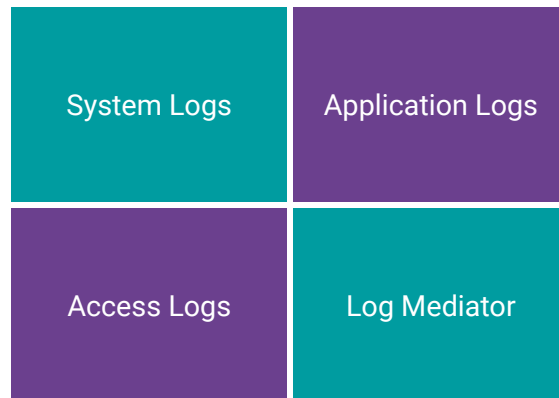 System Logs
Application Logs
Access Logs
Log Mediator